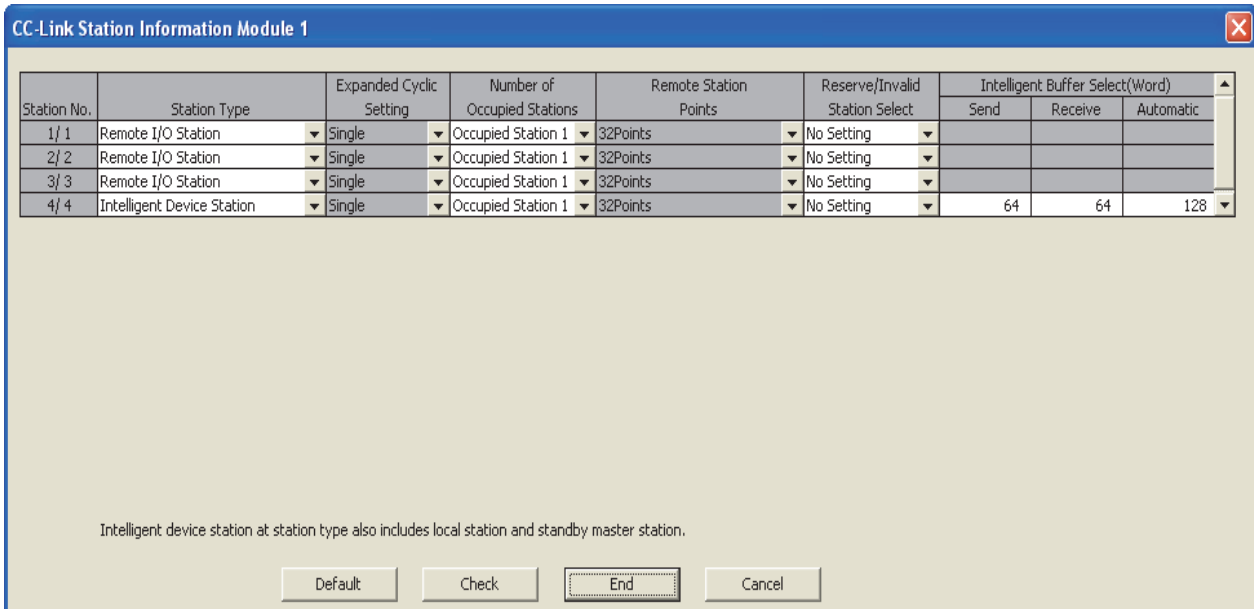 CC-Link Station Information Module 1
Expanded Cyclic Number of Remote Station Reserve/Invalid Intelligent Buffer Select(Word)
Station No. Station Type Setting Occupied Stations Points Station Select Send Receive Automatic
1/ 1 Remote I/O Station Single Occupied Station 1 32Points No Setting
2/ 2 Remote I/O Station Single Occupied Station 1 32Points No Setting
3/ 3 Remote I/O Station Single Occupied Station 1 32Points No Setting
4/ 4 Intelligent Device Station Single Occupied Station 1 32Points No Setting 64 64 128
Intelligent device station at station type also includes local station and standby master station.
Default Check End Cancel